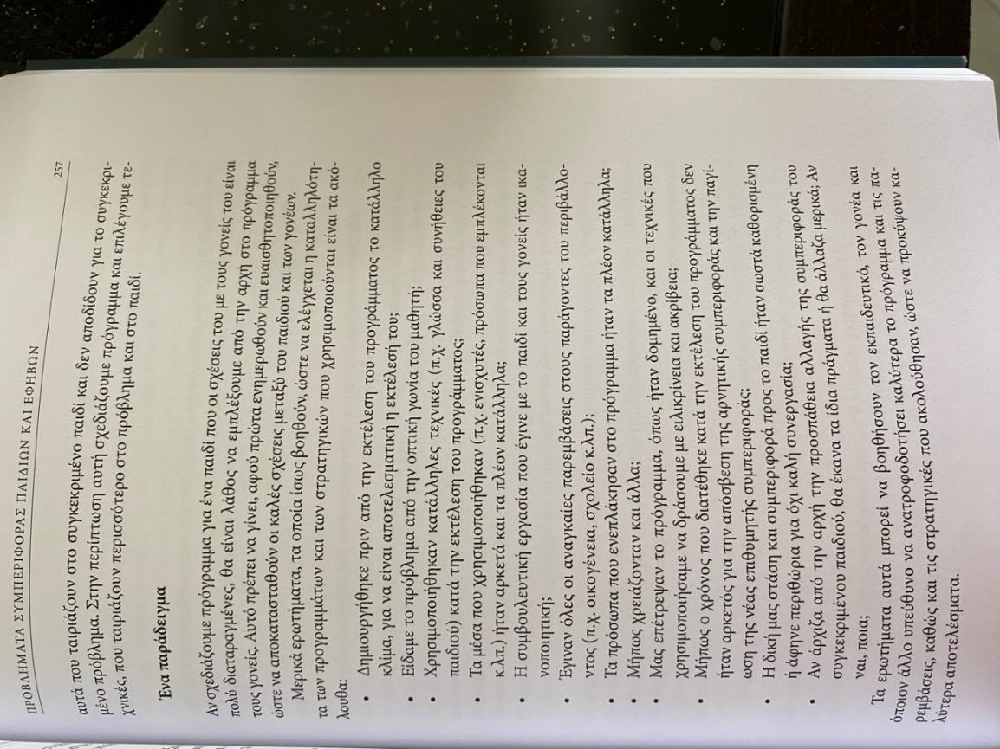 ΠΡΟΒΛΗΜΑΤΑ ΣΥΜΠΕΡΙΦΟΡΑΣ ΠΑΙΔΙΩΝ ΚΑΙ ΕΦΗΒΩΝ 257
αυτά που ταιριάζουν στο συγκεκριμένο παιδί και δεν αποδίδουν για το συγκεκρι-
μένο πρόβλημα. Στην περίπτωση αυτή σχεδιάζουμε πρόγραμμα και επιλέγουμε τε-
χνικές, που ταιριάζουν περισσότερο στο πρόβλημα και στο παιδί.
Ένα παράδειγμα
Αν σχεδιάζουμε πρόγραμμα για ένα παιδί που οι σχέσεις του με τους γονείς του είναι
πολύ διαταραγμένες, θα είναι λάθος να εμπλέξουμε από την αρχή στο πρόγραμμα
τους γονείς. Αυτό πρέπει να γίνει, αφού πρώτα ενημερωθούν και ευαισθητοποιηθούν,
ώστε να αποκατασταθούν οι καλές σχέσεις μεταξύ του παιδιού και των γονέων.
Μερικά ερωτήματα, τα οποία ίσως βοηθούν, ώστε να ελέγχεται η καταλληλότη-
τα των προγραμμάτων και των στρατηγικών που χρησιμοποιούνται είναι τα ακό-
λουθα:
• Δημιουργήθηκε πριν από την εκτέλεση του προγράμματος το κατάλληλο
κλίμα, για να είναι αποτελεσματική η εκτέλεσή του;
• Είδαμε το πρόβλημα από την οπτική γωνία του μαθητή;
• Χρησιμοποιήθηκαν κατάλληλες τεχνικές (π.χ. γλώσσα και συνήθειες του
παιδιού) κατά την εκτέλεση του προγράμματος;
• Τα μέσα που χρησιμοποιήθηκαν (π.χ. ενισχυτές, πρόσωπα που εμπλέκονται
κ.λπ.) ήταν αρκετά και τα πλέον κατάλληλα;
• Η συμβουλευτική εργασία που έγινε με το παιδί και τους γονείς ήταν ικα-
νοποιητική;
• Έγιναν όλες οι αναγκαίες παρεμβάσεις στους παράγοντες του περιβάλλο-
ντος (π.χ. οικογένεια, σχολείο κ.λπ.);
• Τα πρόσωπα που ενεπλάκησαν στο πρόγραμμα ήταν τα πλέον κατάλληλα;
• Μήπως χρειάζονταν και άλλα;
• Μας επέτρεψαν το πρόγραμμα, όπως ήταν δομημένο, και οι τεχνικές που
χρησιμοποιήσαμε να δράσουμε με ειλικρίνεια και ακρίβεια;
• Μήπως ο χρόνος που διατέθηκε κατά την εκτέλεση του προγράμματος δεν
ήταν αρκετός για την απόσβεση της αρνητικής συμπεριφοράς και την παγί-
ωση της νέας επιθυμητής συμπεριφοράς;
• Η δική μας στάση και συμπεριφορά προς το παιδί ήταν σωστά καθορισμένη
ή άφηνε περιθώρια για όχι καλή συνεργασία;
• Αν άρχιζα από την αρχή την προσπάθεια αλλαγής της συμπεριφοράς του
συγκεκριμένου παιδιού, θα έκανα τα ίδια πράγματα ή θα άλλαζα μερικά; Αν
ναι, ποια;
Τα ερωτήματα αυτά μπορεί να βοηθήσουν τον εκπαιδευτικό, τον γονέα και
όποιον άλλο υπεύθυνο να ανατροφοδοτήσει καλύτερα το πρόγραμμα και τις πα-
ρεμβάσεις, καθώς και τις στρατηγικές που ακολούθησαν, ώστε να προκύψουν κα-
λύτερα αποτελέσματα.